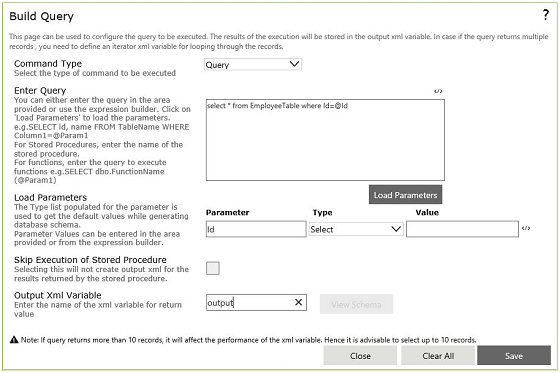 Build Query
?
This page can be used to configure the query to be executed. The results of the execution will be stored in the output xml variable. In case if the query returns multiple
records , you need to define an iterator xml variable for looping through the records.
Command Type
Select the type of command to be executed
Query
Enter Query
You can either enter the query in the area
provided or use the expression builder. Click on
'Load Parameters' to load the parameters.
e.g.SELECT id, name FROM TableName WHERE
Column1=@Param1
For Stored Procedures, enter the name of the
stored procedure.
For functions, enter the query to execute
functions e.g.SELECT dbo.FunctionName
(@Param1)
</>
select * from EmployeeTable where Id=@Id
Load Parameters
Load Parameters
The Type list populated for the parameter is
used to get the default values while generating
database schema.
Parameter Values can be entered in the area
provided or from the expression builder.
Parameter Type Value
Id Select </>
Skip Execution of Stored Procedure
Selecting this will not create output xml for the
results returned by the stored procedure.
Output Xml Variable
Enter the name of the xml variable for return
value
output
View Schema
Note: If query returns more than 10 records, it will affect the performance of the xml variable. Hence it is advisable to select up to 10 records.
Close Clear All Save